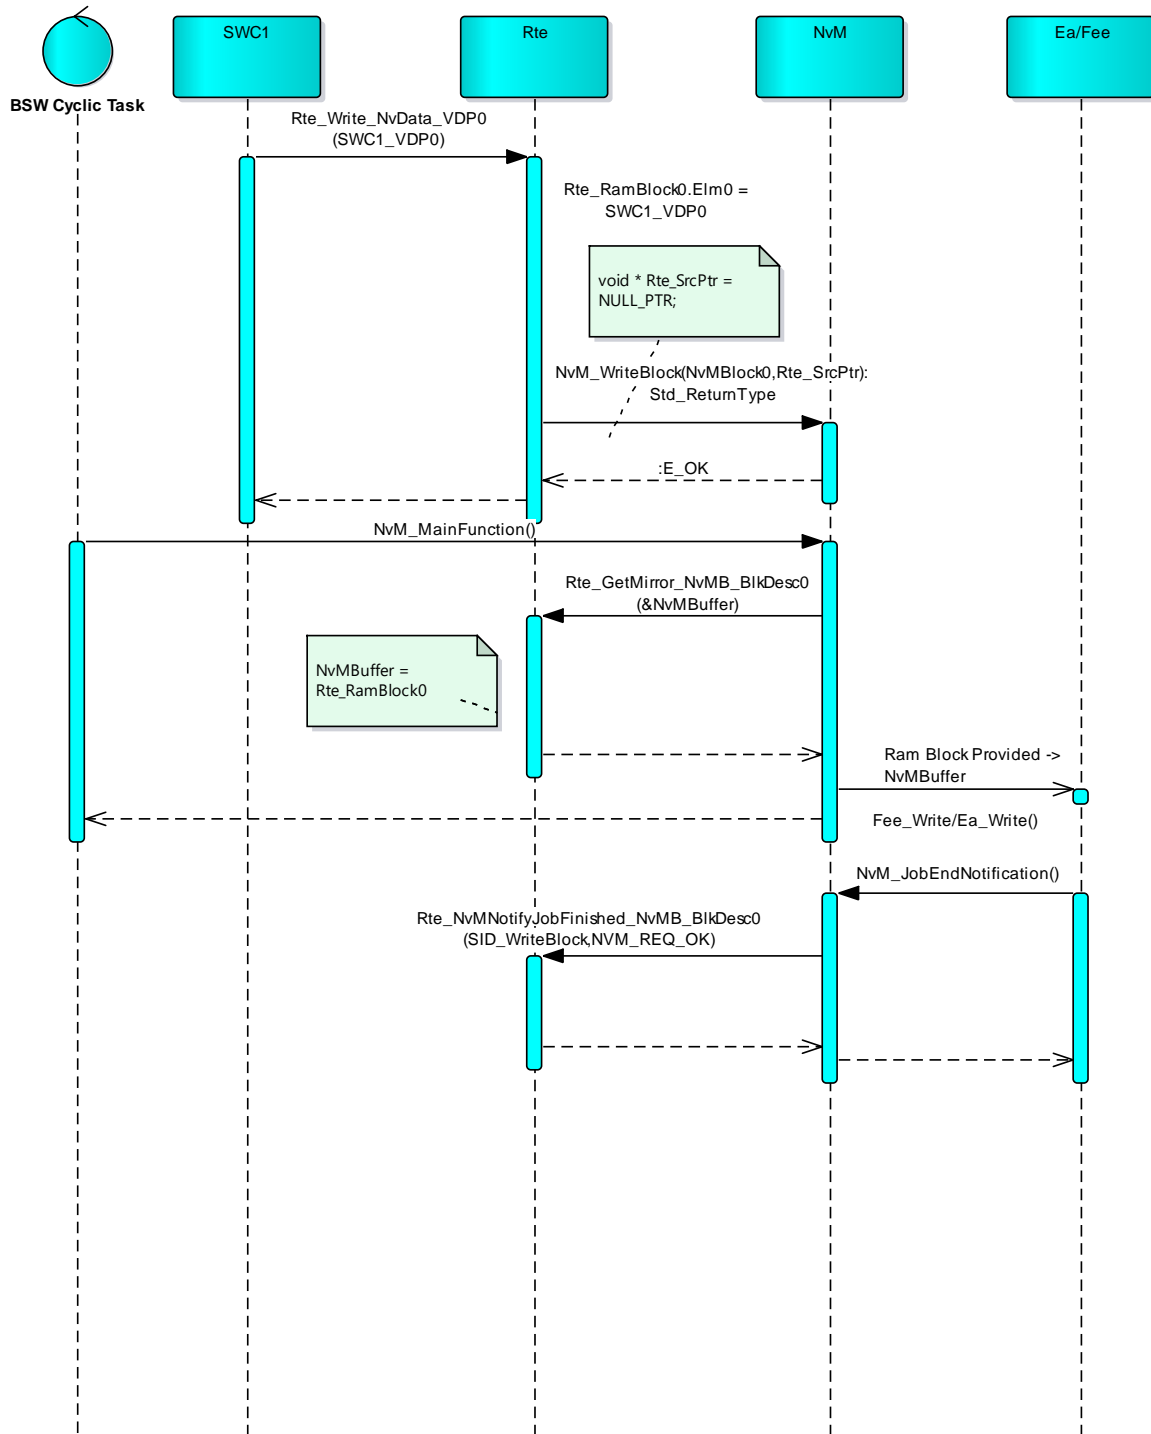 SWC1
Rte
NvM
Ea/Fee
BSW Cyclic Task
Rte_Write_NvData_VDP0
(SWC1_VDP0)
Rte_RamBlock0.Elm0 =
SWC1_VDP0
void * Rte_SrcPtr =
NULL_PTR;
NvM_WriteBlock(NvMBlock0,Rte_SrcPtr):
Std_ReturnType
:E_OK
NvM_MainFunction()
Rte_GetMirror_NvMB_BlkDesc0
(&NvMBuffer)
NvMBuffer =
Rte_RamBlock0
Ram Block Provided ->
NvMBuffer
Fee_Write/Ea_Write()
NvM_JobEndNotification()
Rte_NvMNotifyJobFinished_NvMB_BlkDesc0
(SID_WriteBlock,NVM_REQ_OK)